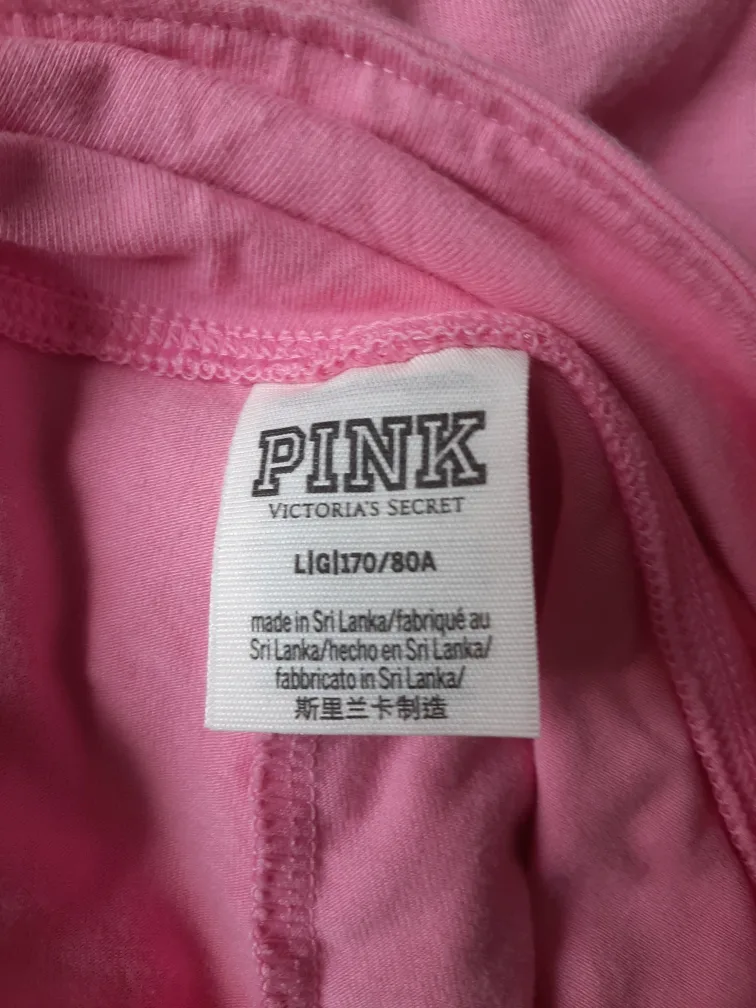 PINK
VICTORIA'S SECRET
L|G|170/80A
made in Sri Lanka/fabriqué au
Sri Lanka/hecho en Sri Lanka/
fabbricato in Sri Lanka/
斯里兰卡制造